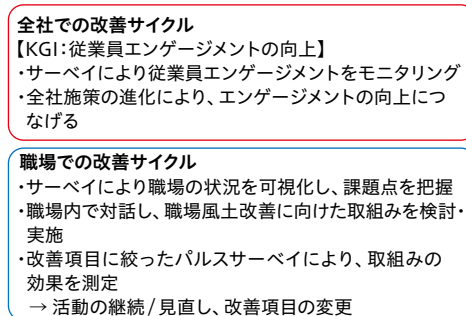 全社での改善サイクル
【KGI：従業員エンゲージメントの向上】
・サーベイにより従業員エンゲージメントをモニタリング
・全社施策の進化により、エンゲージメントの向上につ
なげる
職場での改善サイクル
・サーベイにより職場の状況を可視化し、課題点を把握
・職場内で対話し、職場風土改善に向けた取組みを検討・
実施
・改善項目に絞ったパルスサーベイにより、取組みの
効果を測定
→ 活動の継続/見直し、改善項目の変更